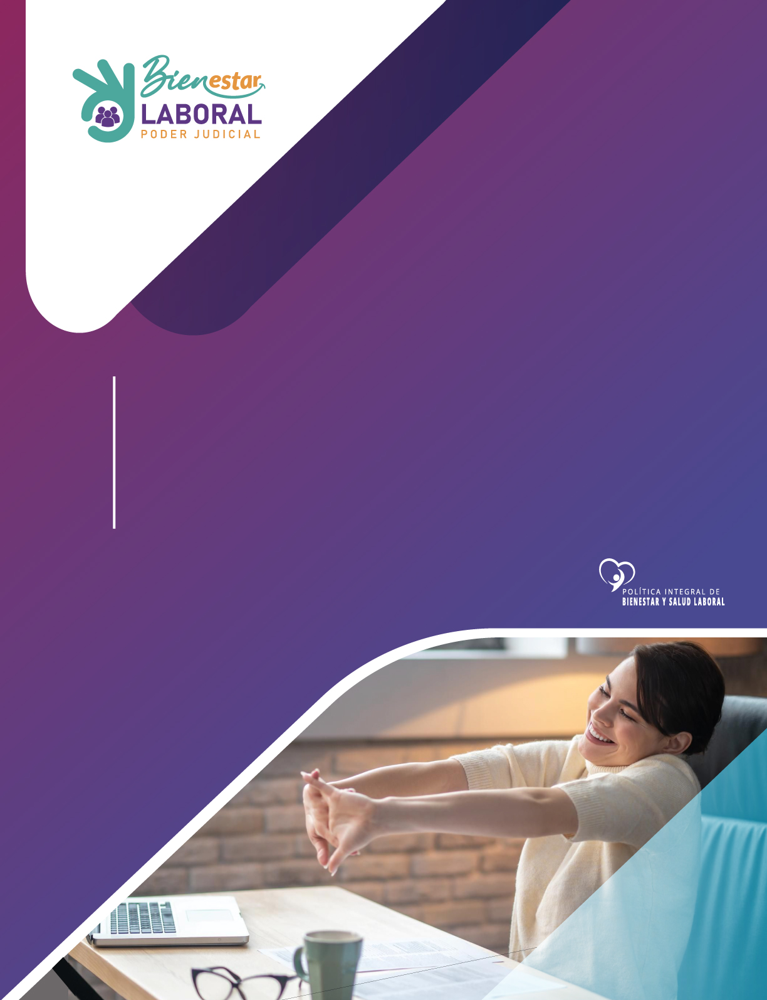 Bienestar
LABORAL
PODER JUDICIAL
POLÍTICA INTEGRAL DE
BIENESTAR Y SALUD LABORAL